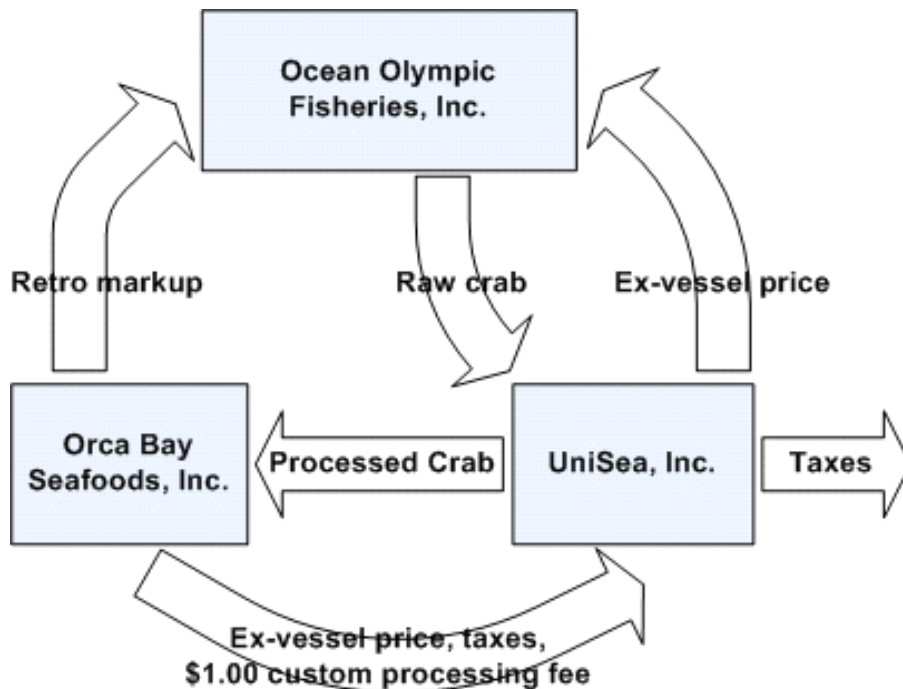 Ocean Olympic
Fisheries, Inc.
Retro markup
Raw crab
Ex-vessel price
Orca Bay
Seafoods, Inc.
Processed Crab
UniSea, Inc.
Taxes
Ex-vessel price, taxes,
$1.00 custom processing fee